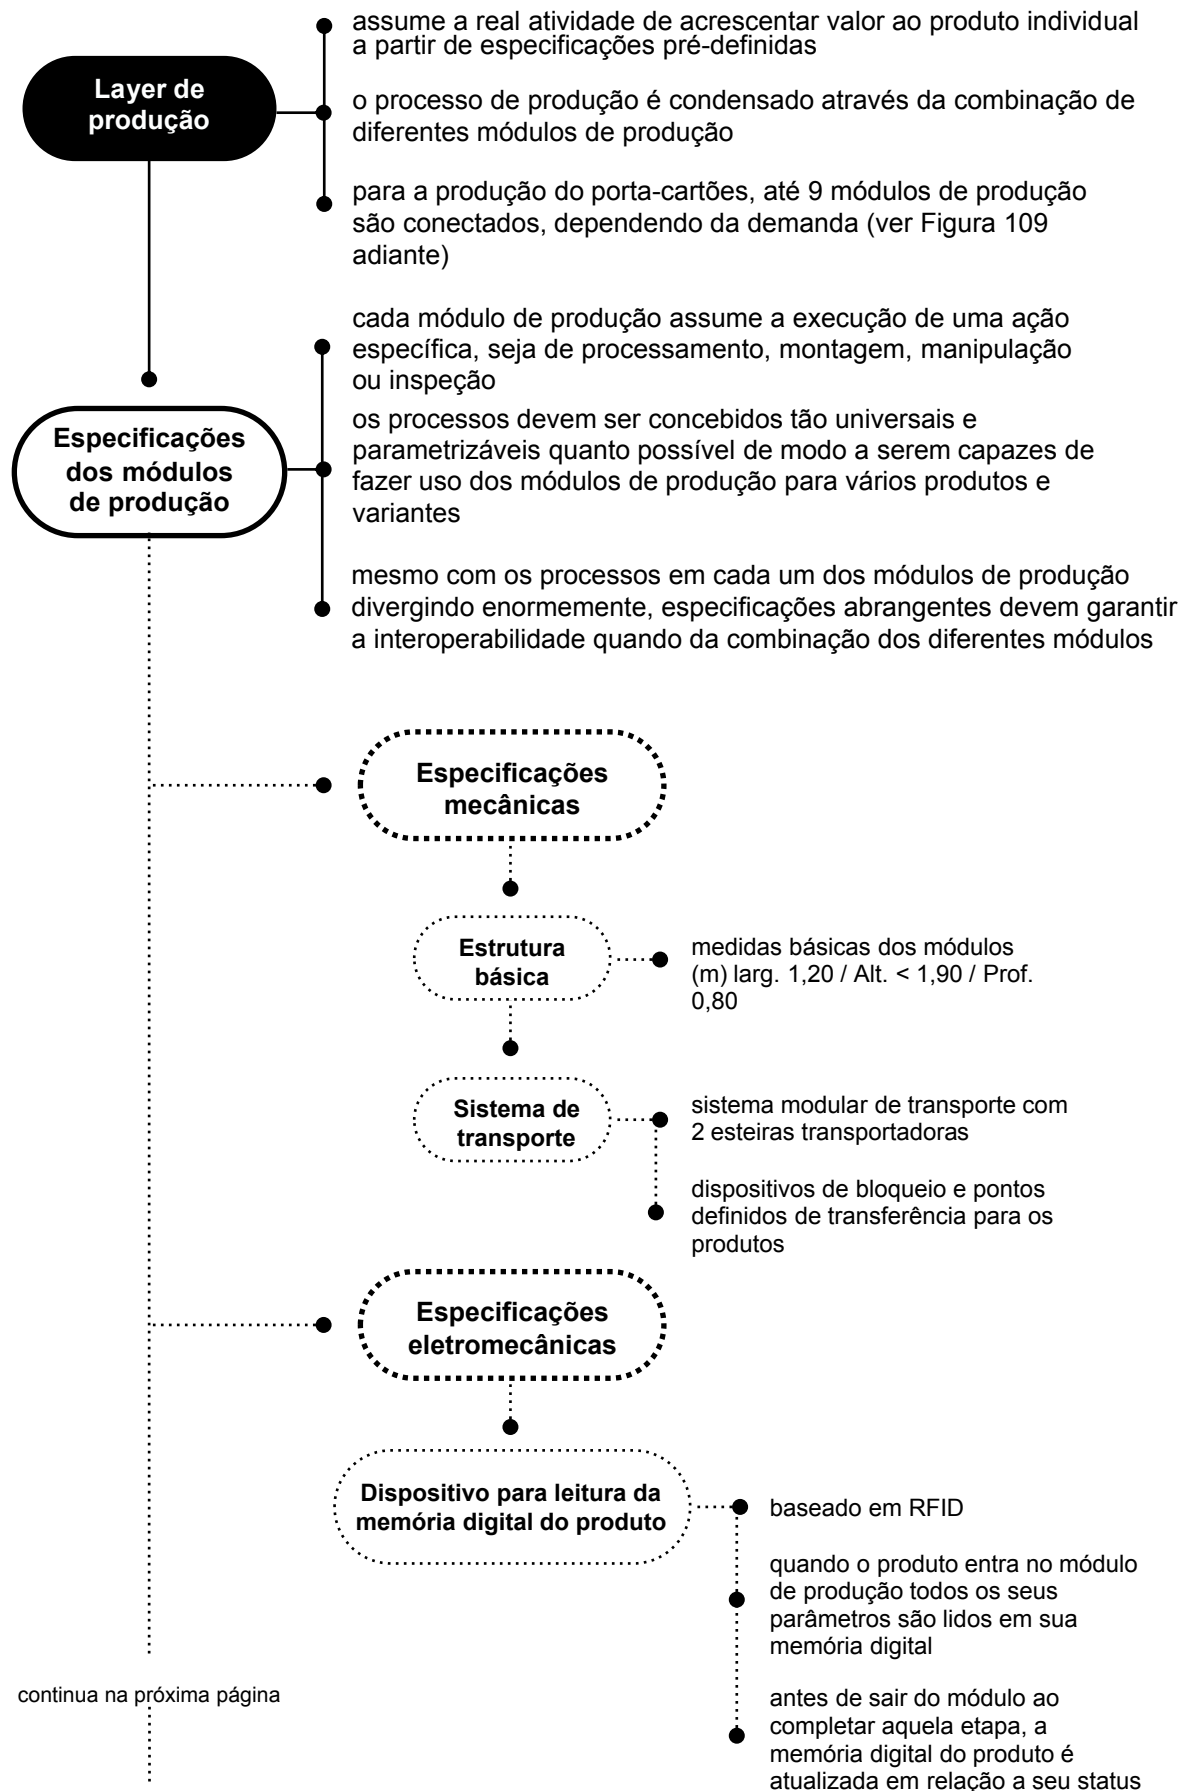 assume a real atividade de acrescentar valor ao produto individual
a partir de especificações pré-definidas
Layer de
produção
o processo de produção é condensado através da combinação de
diferentes módulos de produção
para a produção do porta-cartões, até 9 módulos de produção
são conectados, dependendo da demanda (ver Figura 109
adiante)
cada módulo de produção assume a execução de uma ação
específica, seja de processamento, montagem, manipulação
ou inspeção
Especificações
dos módulos
de produção
os processos devem ser concebidos tão universais e
parametrizáveis quanto possível de modo a serem capazes de
fazer uso dos módulos de produção para vários produtos e
variantes
mesmo com os processos em cada um dos módulos de produção
divergindo enormemente, especificações abrangentes devem garantir
a interoperabilidade quando da combinação dos diferentes módulos
Especificações
mecânicas
Estrutura
básica
medidas básicas dos módulos
(m) larg. 1,20 / Alt. < 1,90 / Prof.
0,80
Sistema de
transporte
sistema modular de transporte com
2 esteiras transportadoras
dispositivos de bloqueio e pontos
definidos de transferência para os
produtos
Especificações
eletromecânicas
Dispositivo para leitura da
memória digital do produto
baseado em RFID
quando o produto entra no módulo
de produção todos os seus
parâmetros são lidos em sua
memória digital
continua na próxima página
antes de sair do módulo ao
completar aquela etapa, a
memória digital do produto é
atualizada em relação a seu status